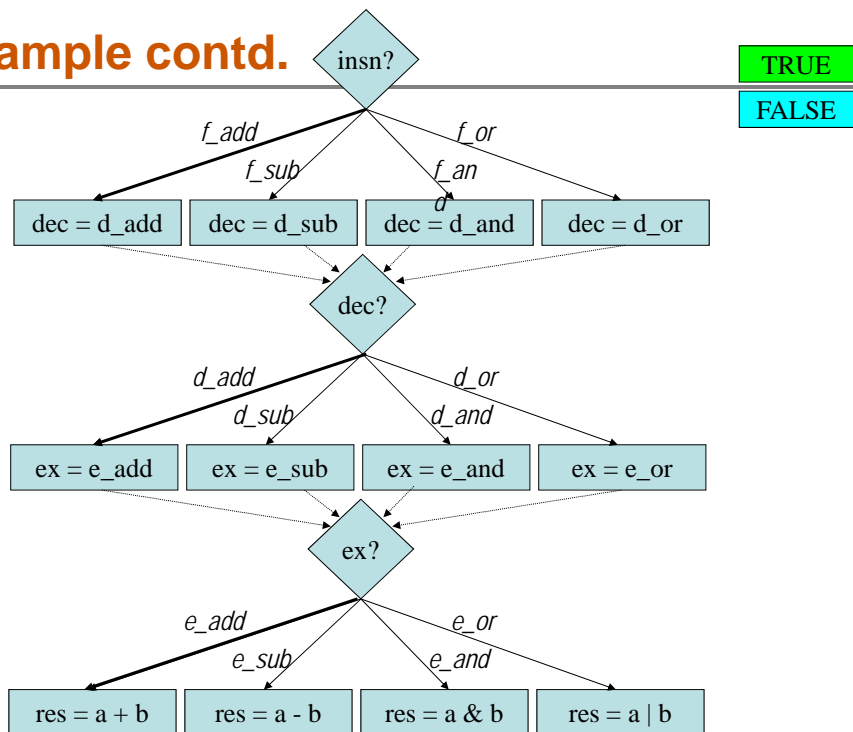 ample contd.
insn?
TRUE
FALSE
f_add
f_sub
f_an
d
f_or
dec = d_add
dec = d_sub
dec = d_and
dec = d_or
dec?
d_add
d_sub
d_and
d_or
ex = e_add
ex = e_sub
ex = e_and
ex = e_or
ex?
e_add
e_sub
e_and
e_or
res = a + b
res = a - b
res = a & b
res = a | b